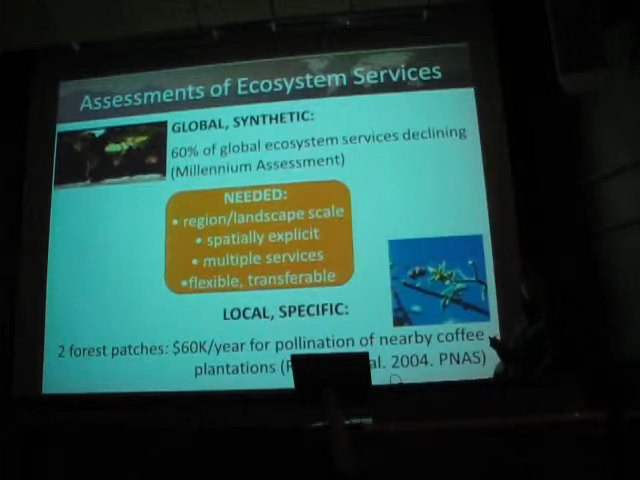 Assessments of Ecosystem Services
GLOBAL, SYNTHETIC:
60% of global ecosystem services declining
(Millennium Assessment)
NEEDED:
• region/landscape scale
• spatially explicit
• multiple services
•flexible, transferable
LOCAL, SPECIFIC:
2 forest patches: $60K/year for pollination of nearby coffee
plantations (R al. 2004. PNAS)